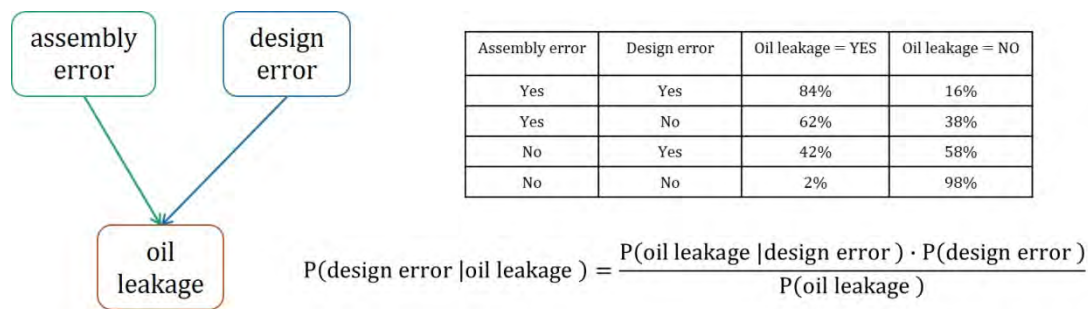 assembly
error
design
error
oil
leakage
Assembly error Design error Oil leakage = YES Oil leakage = NO
Yes Yes 84% 16%
Yes No 62% 38%
No Yes 42% 58%
No No 2% 98%
P(design error |oil leakage ) = P(oil leakage |design error ) · P(design error )
P(oil leakage )